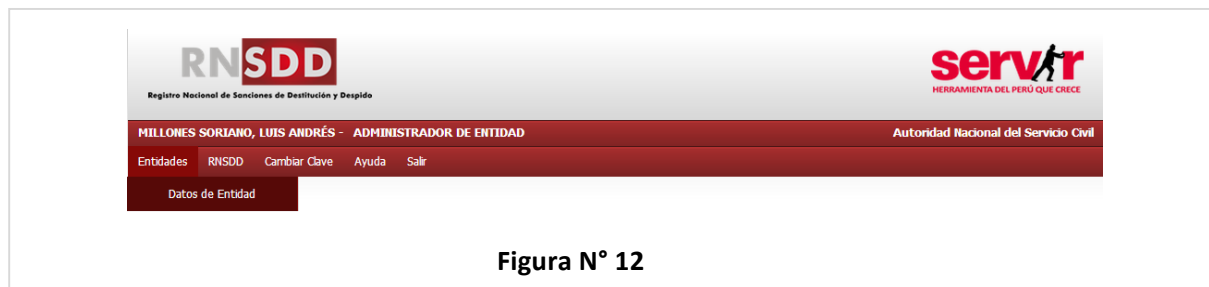 RNSDD
Registro Nacional de Sanciones de Destitución y Despido
servir
HERRAMIENTA DEL PERÚ QUE CRECE
MILLONES SORIANO, LUIS ANDRÉS - ADMINISTRADOR DE ENTIDAD
Autoridad Nacional del Servicio Civil
Entidades RNSDD Cambiar Clave Ayuda Salir
Datos de Entidad
Figura N° 12